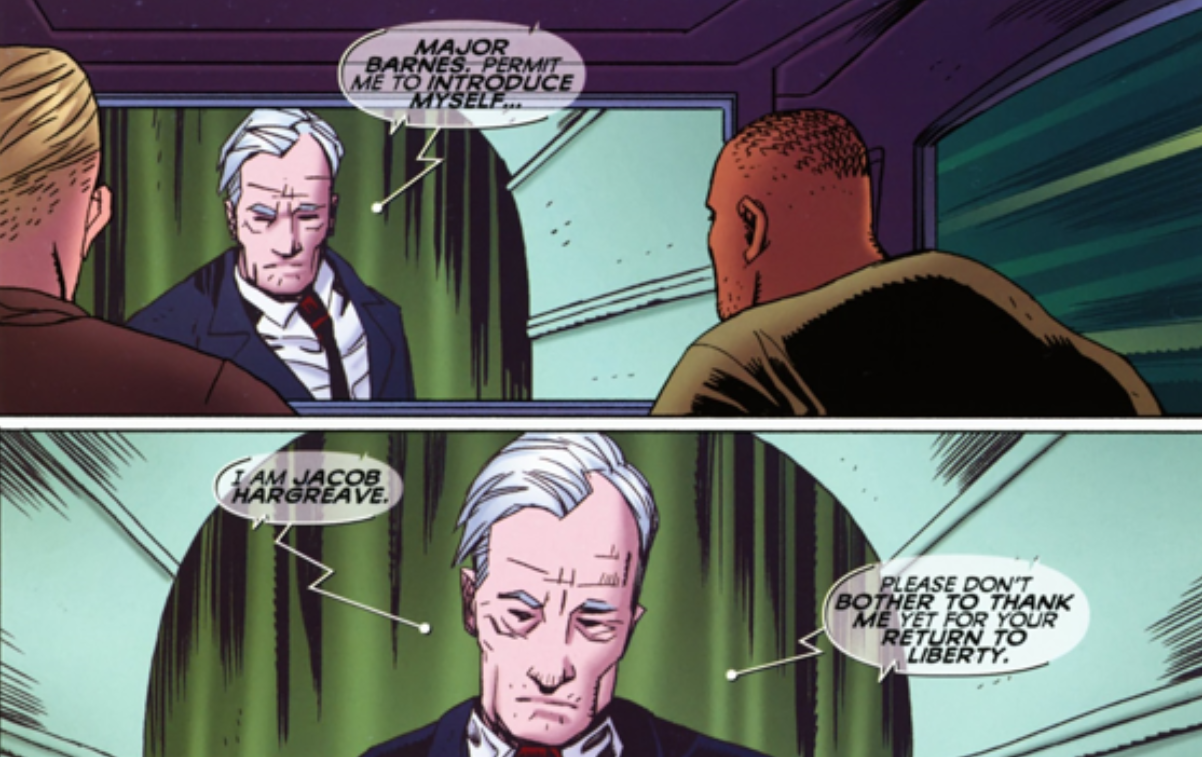 MAJOR
BARNES. PERMIT
ME TO INTRODUCE
MYSELF...
I AM JACOB
HARGREAVE.
PLEASE DON'T
BOTHER TO THANK
ME YET FOR YOUR
RETURN TO
LIBERTY.